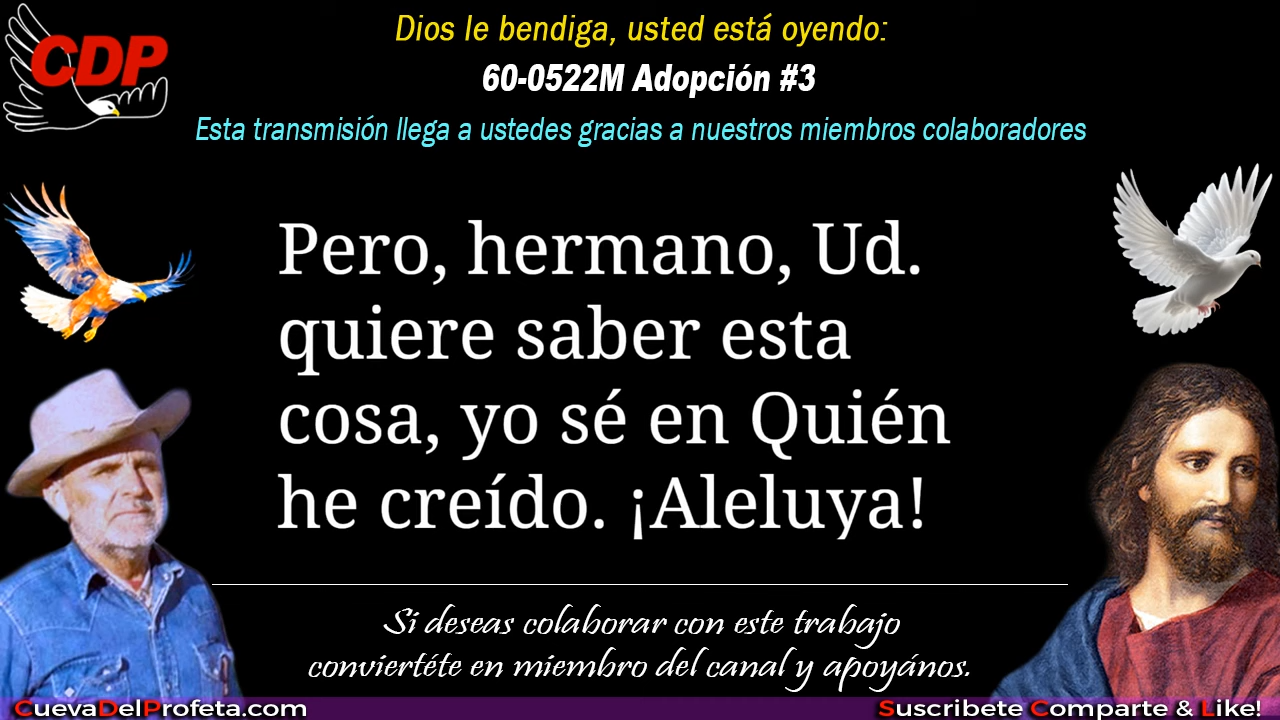 CDP
Dios le bendiga, usted está oyendo:
60-0522M Adopción #3
Esta transmisión llega a ustedes gracias a nuestros miembros colaboradores
Pero, hermano, Ud.
quiere saber esta
cosa, yo sé en Quién
he creído. ¡Aleluya!
Si deseas colaborar con este trabajo
conviertéte en miembro del canal y apoyános.
CuevaDelProfeta.com
Suscribete Comparte & Like!